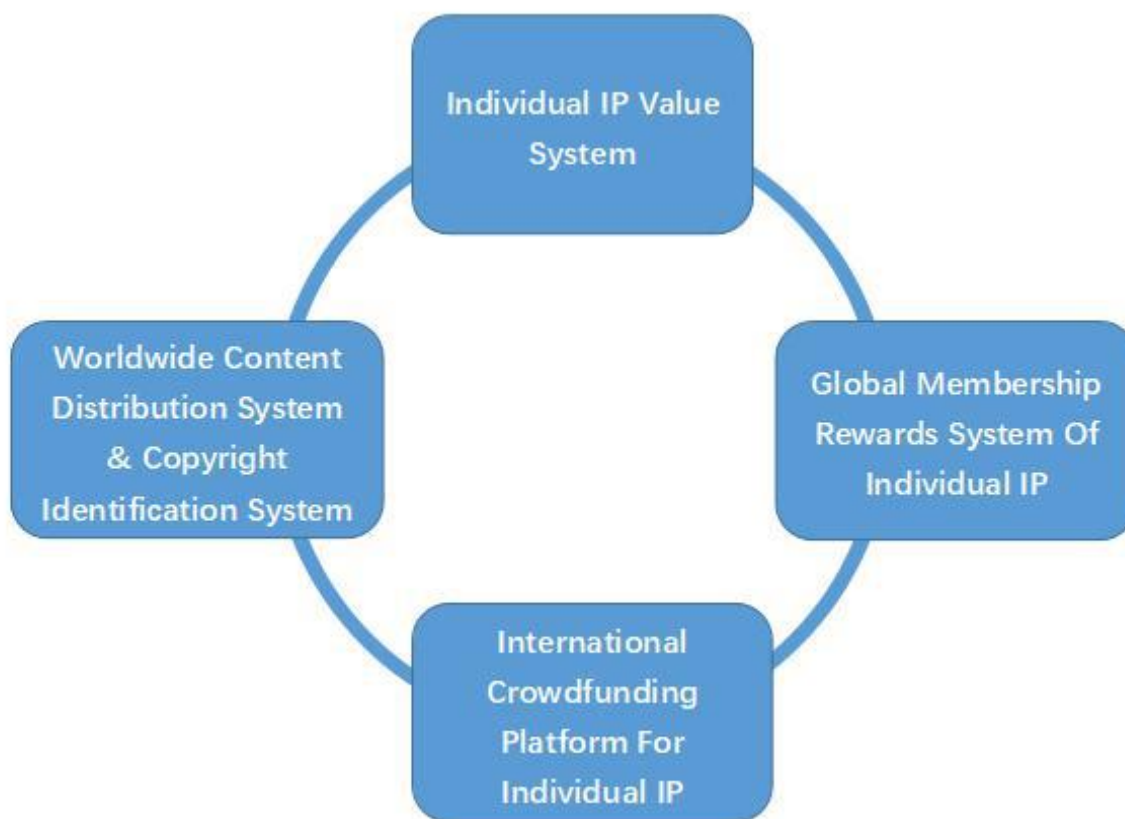 Individual IP Value
System
Worldwide Content
Distribution System
& Copyright
Identification System
Global Membership
Rewards System Of
Individual IP
International
Crowdfunding
Platform For
Individual IP